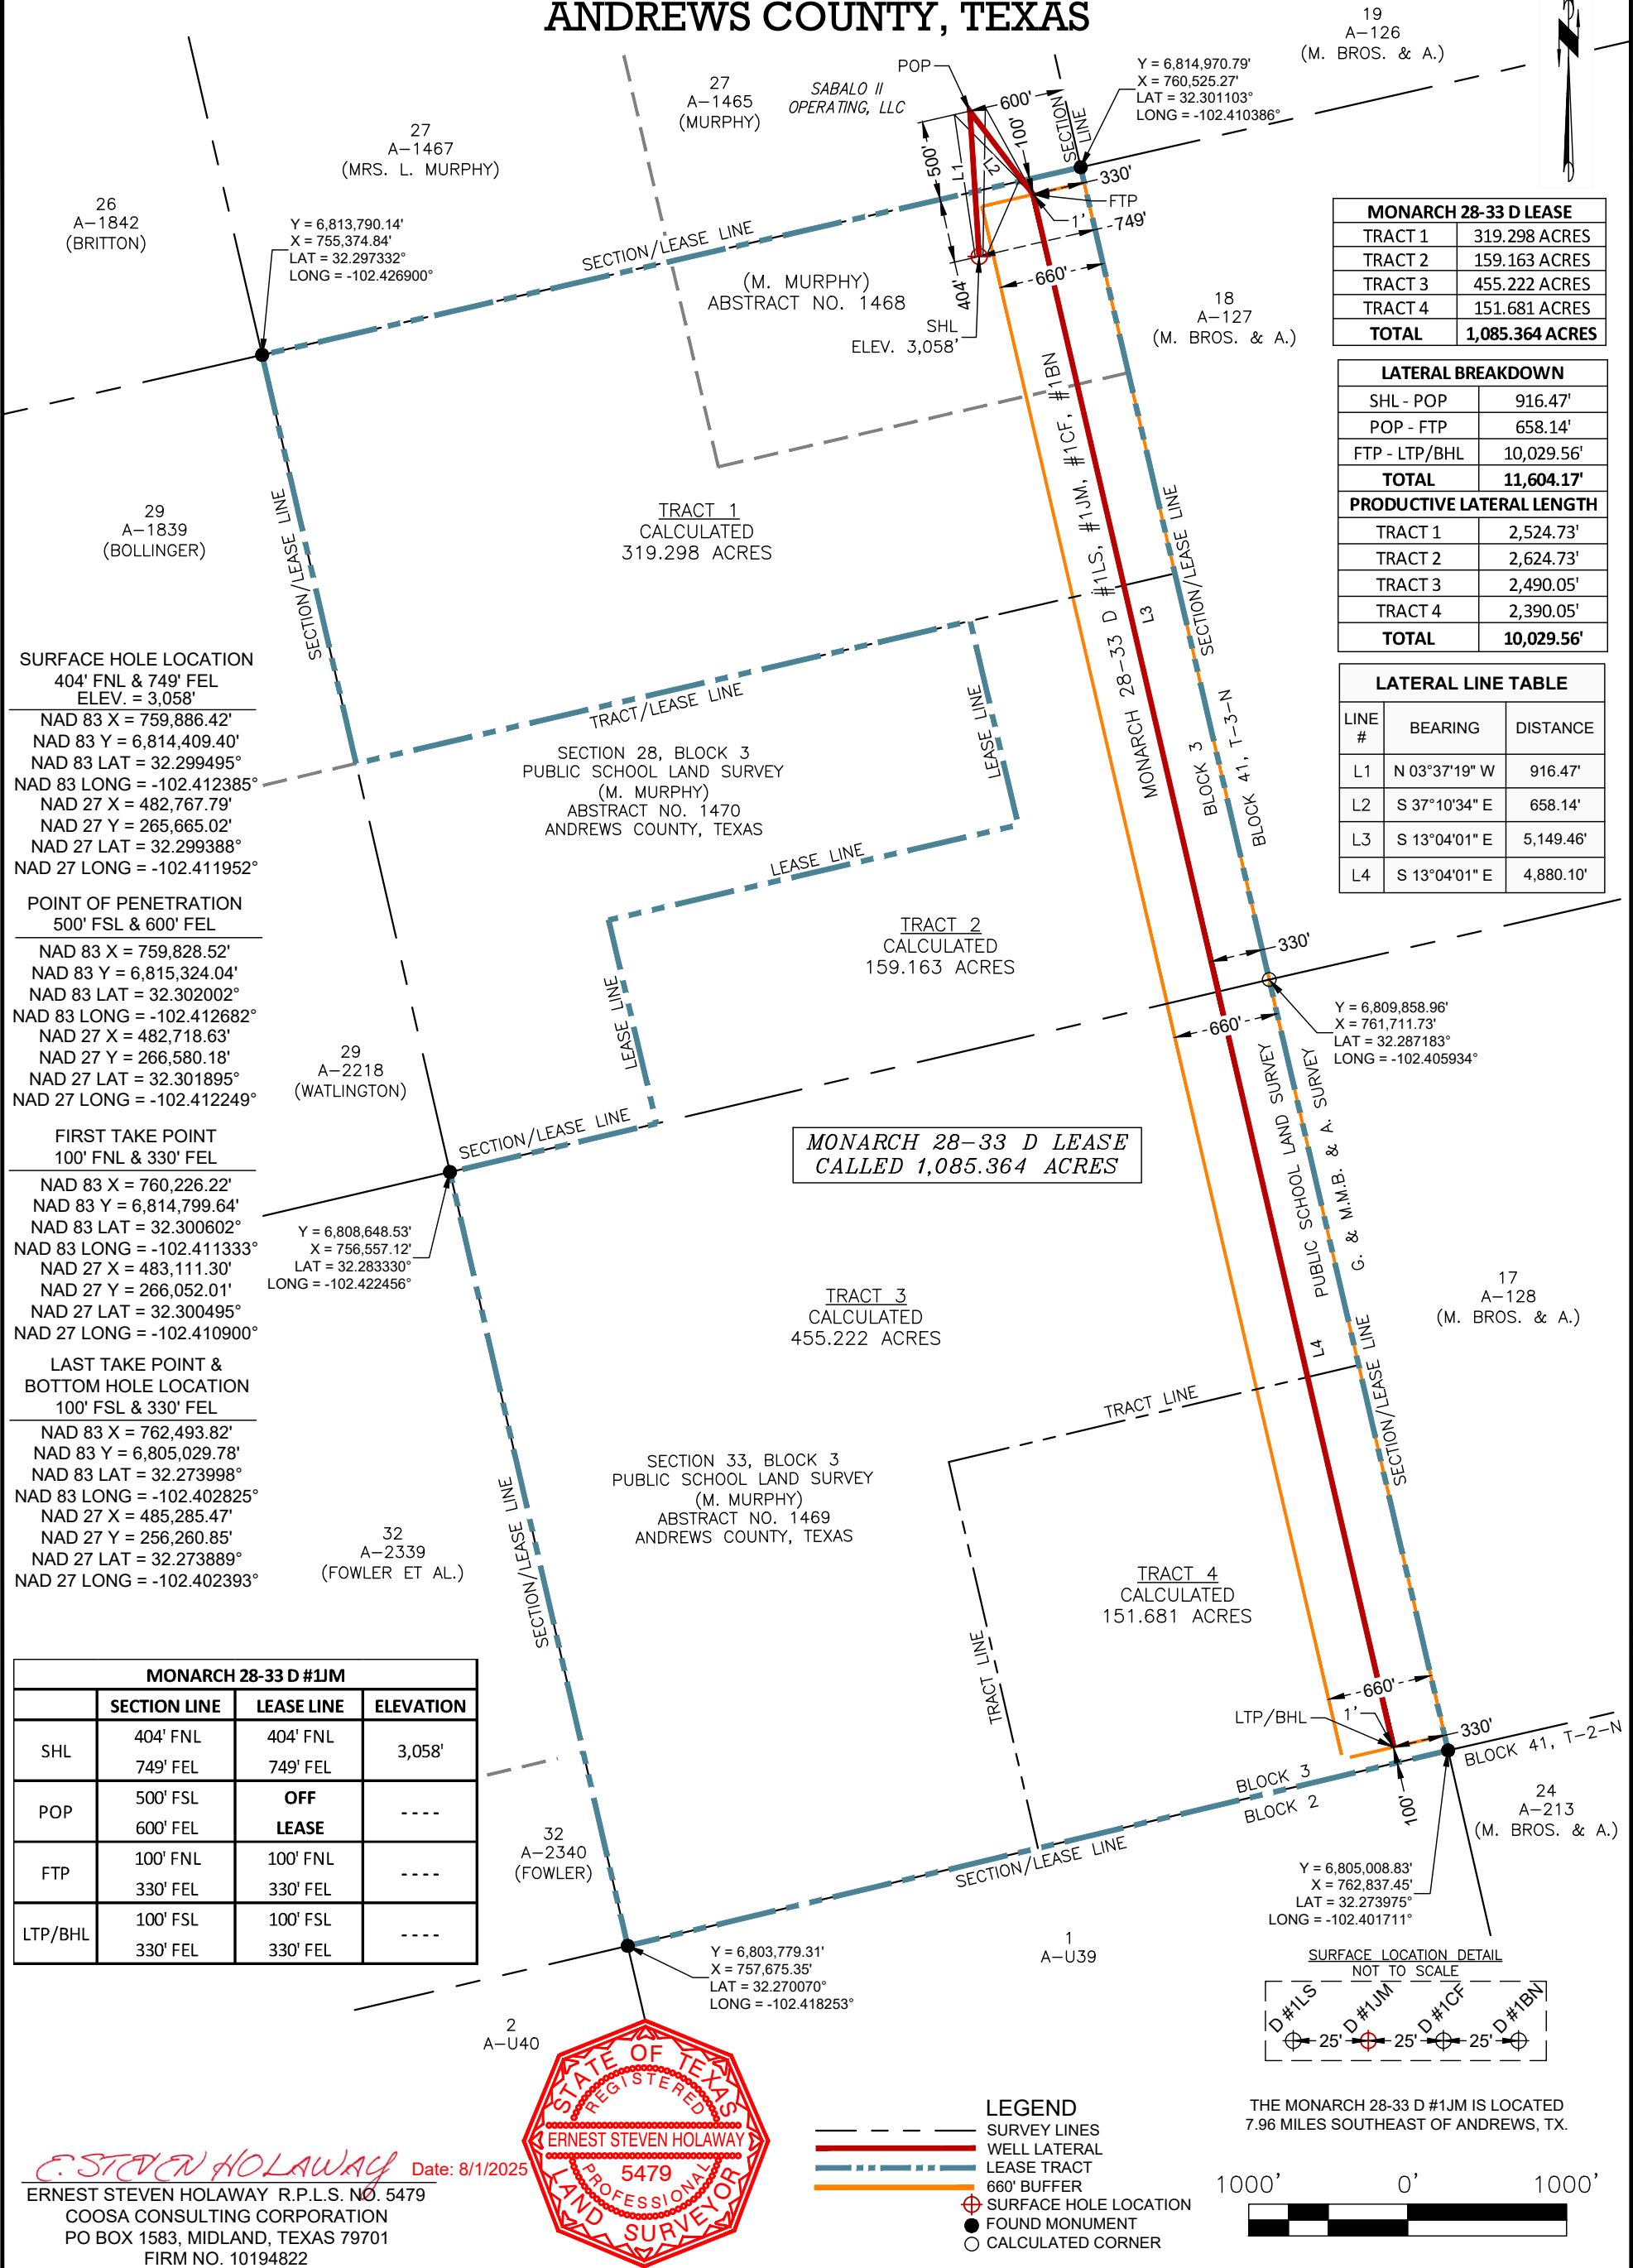 ANDREWS COUNTY, TEXAS
19
A-126
(M. BROS. & A.)
27
A-1465
(MURPHY)
SABALO II
OPERATING, LLC
POP
600'
SECTION
LINE
Y = 6,814,970.79'
X = 760,525.27'
LAT = 32.301103°
LONG = -102.410386°
27
A-1467
(MRS. L. MURPHY)
26
A-1842
(BRITTON)
Y = 6,813,790.14'
X = 755,374.84'
LAT = 32.297332°
LONG = -102.426900°
SECTION/LEASE LINE
500'
L1
L2
100'
330'
FTP
1'
749'
660'
404'
(M. MURPHY)
ABSTRACT NO. 1468
SHL
ELEV. 3,058'
18
A-127
(M. BROS. & A.)
MONARCH 28-33 D LEASE
TRACT 1 319.298 ACRES
TRACT 2 159.163 ACRES
TRACT 3 455.222 ACRES
TRACT 4 151.681 ACRES
TOTAL 1,085.364 ACRES
LATERAL BREAKDOWN
SHL - POP 916.47'
POP - FTP 658.14'
FTP - LTP/BHL 10,029.56'
TOTAL 11,604.17'
PRODUCTIVE LATERAL LENGTH
TRACT 1 2,524.73'
TRACT 2 2,624.73'
TRACT 3 2,490.05'
TRACT 4 2,390.05'
TOTAL 10,029.56'
LATERAL LINE TABLE
LINE # BEARING DISTANCE
L1 N 03°37'19" W 916.47'
L2 S 37°10'34" E 658.14'
L3 S 13°04'01" E 5,149.46'
L4 S 13°04'01" E 4,880.10'
29
A-1839
(BOLLINGER)
SECTION/LEASE LINE
TRACT 1
CALCULATED
319.298 ACRES
MONARCH 28-33 D #1LS, #1JM, #1CF, #1BN
L3
SECTION/LEASE LINE
BLOCK 3
BLOCK 41, T-3-N
TRACT/LEASE LINE
LEASE LINE
SECTION 28, BLOCK 3
PUBLIC SCHOOL LAND SURVEY
(M. MURPHY)
ABSTRACT NO. 1470
ANDREWS COUNTY, TEXAS
LEASE LINE
LEASE LINE
TRACT 2
CALCULATED
159.163 ACRES
SURFACE HOLE LOCATION
404' FNL & 749' FEL
ELEV. = 3,058'
NAD 83 X = 759,886.42'
NAD 83 Y = 6,814,409.40'
NAD 83 LAT = 32.299495°
NAD 83 LONG = -102.412385°
NAD 27 X = 482,767.79'
NAD 27 Y = 265,665.02'
NAD 27 LAT = 32.299388°
NAD 27 LONG = -102.411952°
POINT OF PENETRATION
500' FSL & 600' FEL
NAD 83 X = 759,828.52'
NAD 83 Y = 6,815,324.04'
NAD 83 LAT = 32.302002°
NAD 83 LONG = -102.412682°
NAD 27 X = 482,718.63'
NAD 27 Y = 266,580.18'
NAD 27 LAT = 32.301895°
NAD 27 LONG = -102.412249°
FIRST TAKE POINT
100' FNL & 330' FEL
NAD 83 X = 760,226.22'
NAD 83 Y = 6,814,799.64'
NAD 83 LAT = 32.300602°
NAD 83 LONG = -102.411333°
NAD 27 X = 483,111.30'
NAD 27 Y = 266,052.01'
NAD 27 LAT = 32.300495°
NAD 27 LONG = -102.410900°
LAST TAKE POINT &
BOTTOM HOLE LOCATION
100' FSL & 330' FEL
NAD 83 X = 762,493.82'
NAD 83 Y = 6,805,029.78'
NAD 83 LAT = 32.273998°
NAD 83 LONG = -102.402825°
NAD 27 X = 485,285.47'
NAD 27 Y = 256,260.85'
NAD 27 LAT = 32.273889°
NAD 27 LONG = -102.402393°
29
A-2218
(WATLINGTON)
330'
660'
Y = 6,809,858.96'
X = 761,711.73'
LAT = 32.287183°
LONG = -102.405934°
SECTION/LEASE LINE
MONARCH 28-33 D LEASE
CALLED 1,085.364 ACRES
PUBLIC SCHOOL LAND SURVEY
G. & M.M.B. & A. SURVEY
Y = 6,808,648.53'
X = 756,557.12'
LAT = 32.283330°
LONG = -102.422456°
TRACT 3
CALCULATED
455.222 ACRES
17
A-128
(M. BROS. & A.)
L4
SECTION/LEASE LINE
TRACT LINE
SECTION 33, BLOCK 3
PUBLIC SCHOOL LAND SURVEY
(M. MURPHY)
ABSTRACT NO. 1469
ANDREWS COUNTY, TEXAS
SECTION/LEASE LINE
32
A-2339
(FOWLER ET AL.)
TRACT 4
CALCULATED
151.681 ACRES
TRACT LINE
660'
LTP/BHL
1'
330'
BLOCK 41, T-2-N
BLOCK 3
BLOCK 2
100'
24
A-213
(M. BROS. & A.)
MONARCH 28-33 D #1JM
SECTION LINE LEASE LINE ELEVATION
SHL 404' FNL 404' FNL 3,058'
749' FEL 749' FEL
POP 500' FSL OFF ----
600' FEL LEASE
FTP 100' FNL 100' FNL ----
330' FEL 330' FEL
LTP/BHL 100' FSL 100' FSL ----
330' FEL 330' FEL
32
A-2340
(FOWLER)
SECTION/LEASE LINE
Y = 6,805,008.83'
X = 762,837.45'
LAT = 32.273975°
LONG = -102.401711°
1
A-U39
Y = 6,803,779.31'
X = 757,675.35'
LAT = 32.270070°
LONG = -102.418253°
2
A-U40
SURFACE LOCATION DETAIL
NOT TO SCALE
D #1LS D #1JM D #1CF D #1BN
25' 25' 25'
THE MONARCH 28-33 D #1JM IS LOCATED
7.96 MILES SOUTHEAST OF ANDREWS, TX.
STATE OF TEXAS
REGISTERED
ERNEST STEVEN HOLAWAY
5479
PROFESSIONAL
LAND SURVEYOR
E. STEVEN HOLAWAY
Date: 8/1/2025
ERNEST STEVEN HOLAWAY R.P.L.S. NO. 5479
COOSA CONSULTING CORPORATION
PO BOX 1583, MIDLAND, TEXAS 79701
FIRM NO. 10194822
LEGEND
SURVEY LINES
WELL LATERAL
LEASE TRACT
660' BUFFER
SURFACE HOLE LOCATION
FOUND MONUMENT
CALCULATED CORNER
1000' 0' 1000'